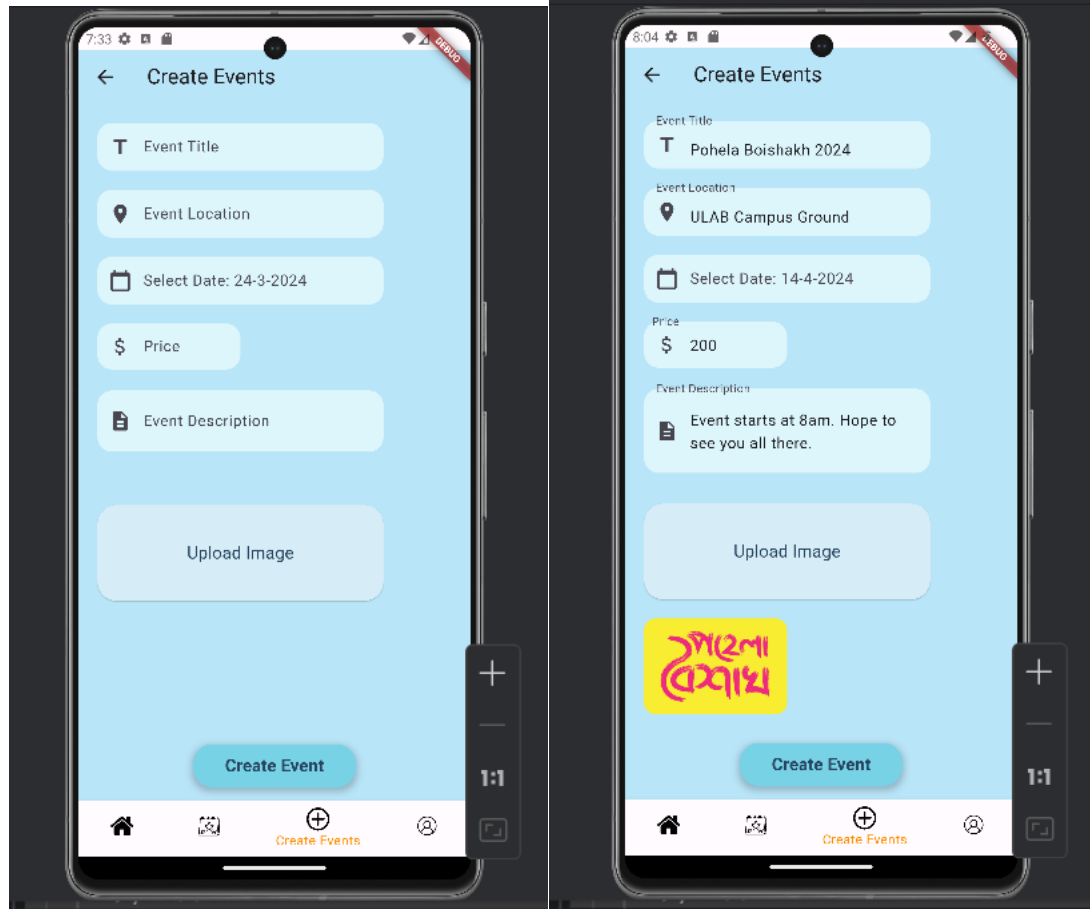 7:33
DEBUG
Create Events
Event Title
Event Location
Select Date: 24-3-2024
$ Price
Event Description
Upload Image
Create Event
Create Events
1:1
8:04
DEBUG
Create Events
Event Title
Pohela Boishakh 2024
Event Location
ULAB Campus Ground
Select Date: 14-4-2024
Price
$ 200
Event Description
Event starts at 8am. Hope to
see you all there.
Upload Image
পহেলা
বৈশাখ
Create Event
Create Events
1:1